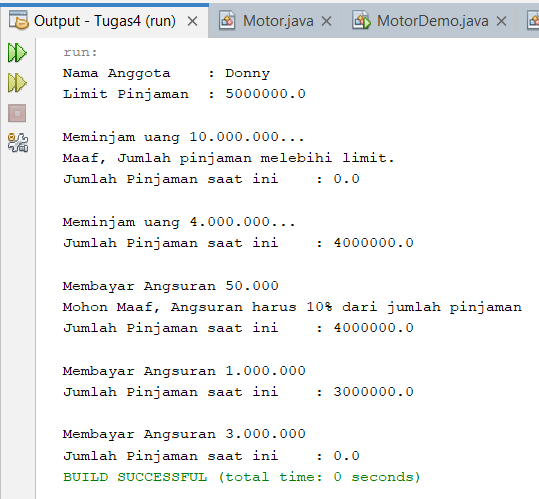 Output - Tugas4 (run) Motor.java MotorDemo.java
run:
Nama Anggota : Donny
Limit Pinjaman : 5000000.0
Meminjam uang 10.000.000...
Maaf, Jumlah pinjaman melebihi limit.
Jumlah Pinjaman saat ini : 0.0
Meminjam uang 4.000.000...
Jumlah Pinjaman saat ini : 4000000.0
Membayar Angsuran 50.000
Mohon Maaf, Angsuran harus 10% dari jumlah pinjaman
Jumlah Pinjaman saat ini : 4000000.0
Membayar Angsuran 1.000.000
Jumlah Pinjaman saat ini : 3000000.0
Membayar Angsuran 3.000.000
Jumlah Pinjaman saat ini : 0.0
BUILD SUCCESSFUL (total time: 0 seconds)